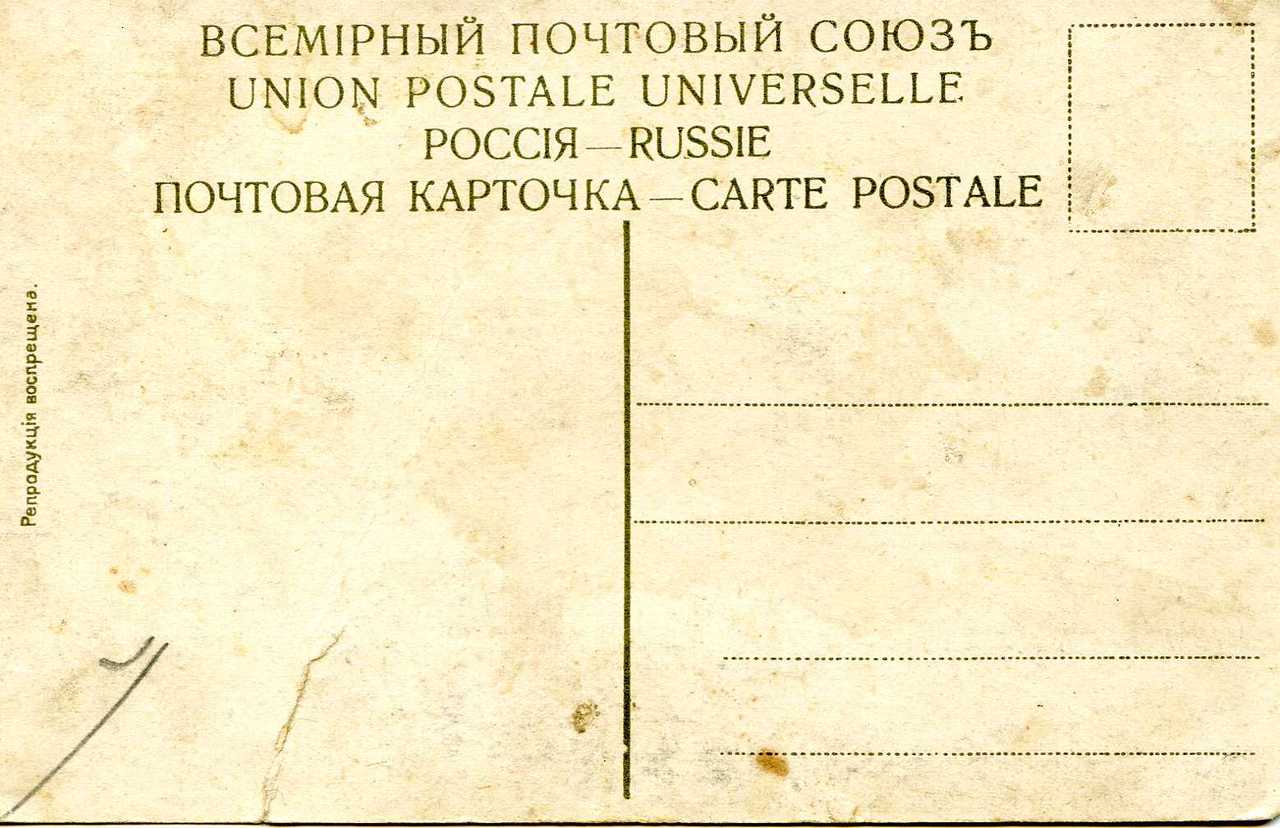 ВСЕМІРНЫЙ ПОЧТОВЫЙ СОЮЗЪ
UNION POSTALE UNIVERSELLE
РОССІЯ — RUSSIE
ПОЧТОВАЯ КАРТОЧКА — CARTE POSTALE
Репродукція воспрещена.